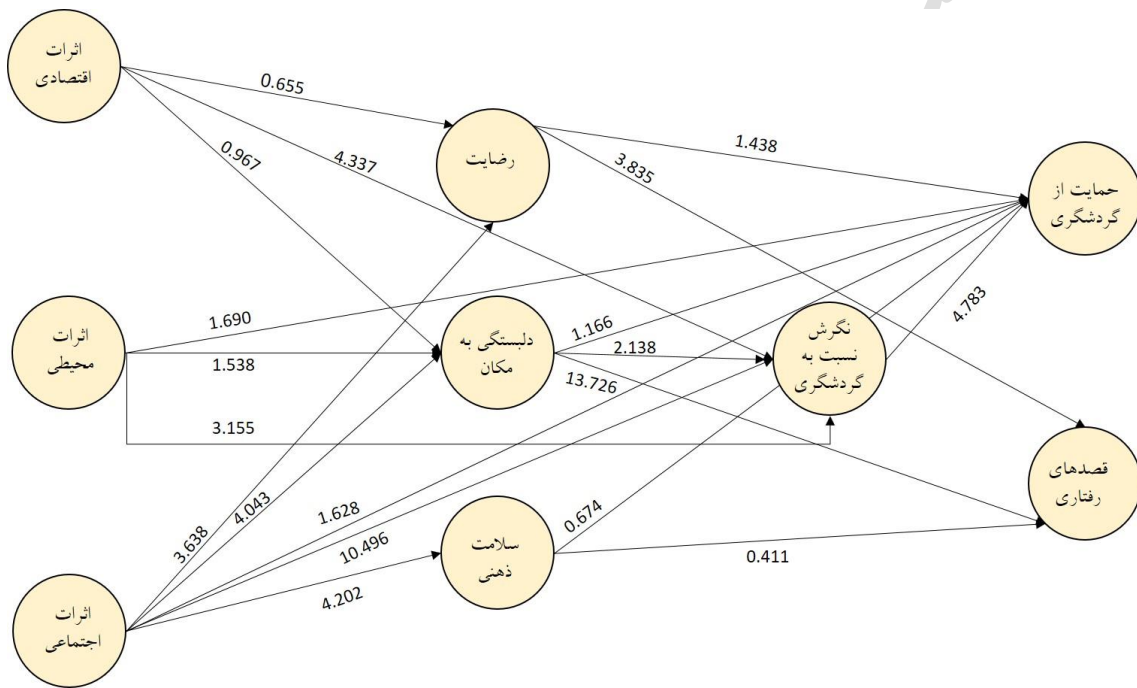 اثرات
اقتصادی
0.655
رضایت
1.438
حمایت از
گردشگری
0.967
4.337
3.835
اثرات
محیطی
1.690
1.538
3.155
دلبستگی به
مکان
1.166
2.138
13.726
نگرش
نسبت به
گردشگری
4.783
قصدهای
رفتاری
اثرات
اجتماعی
3.638
4.043
1.628
10.496
4.202
سلامت
ذهنی
0.674
0.411